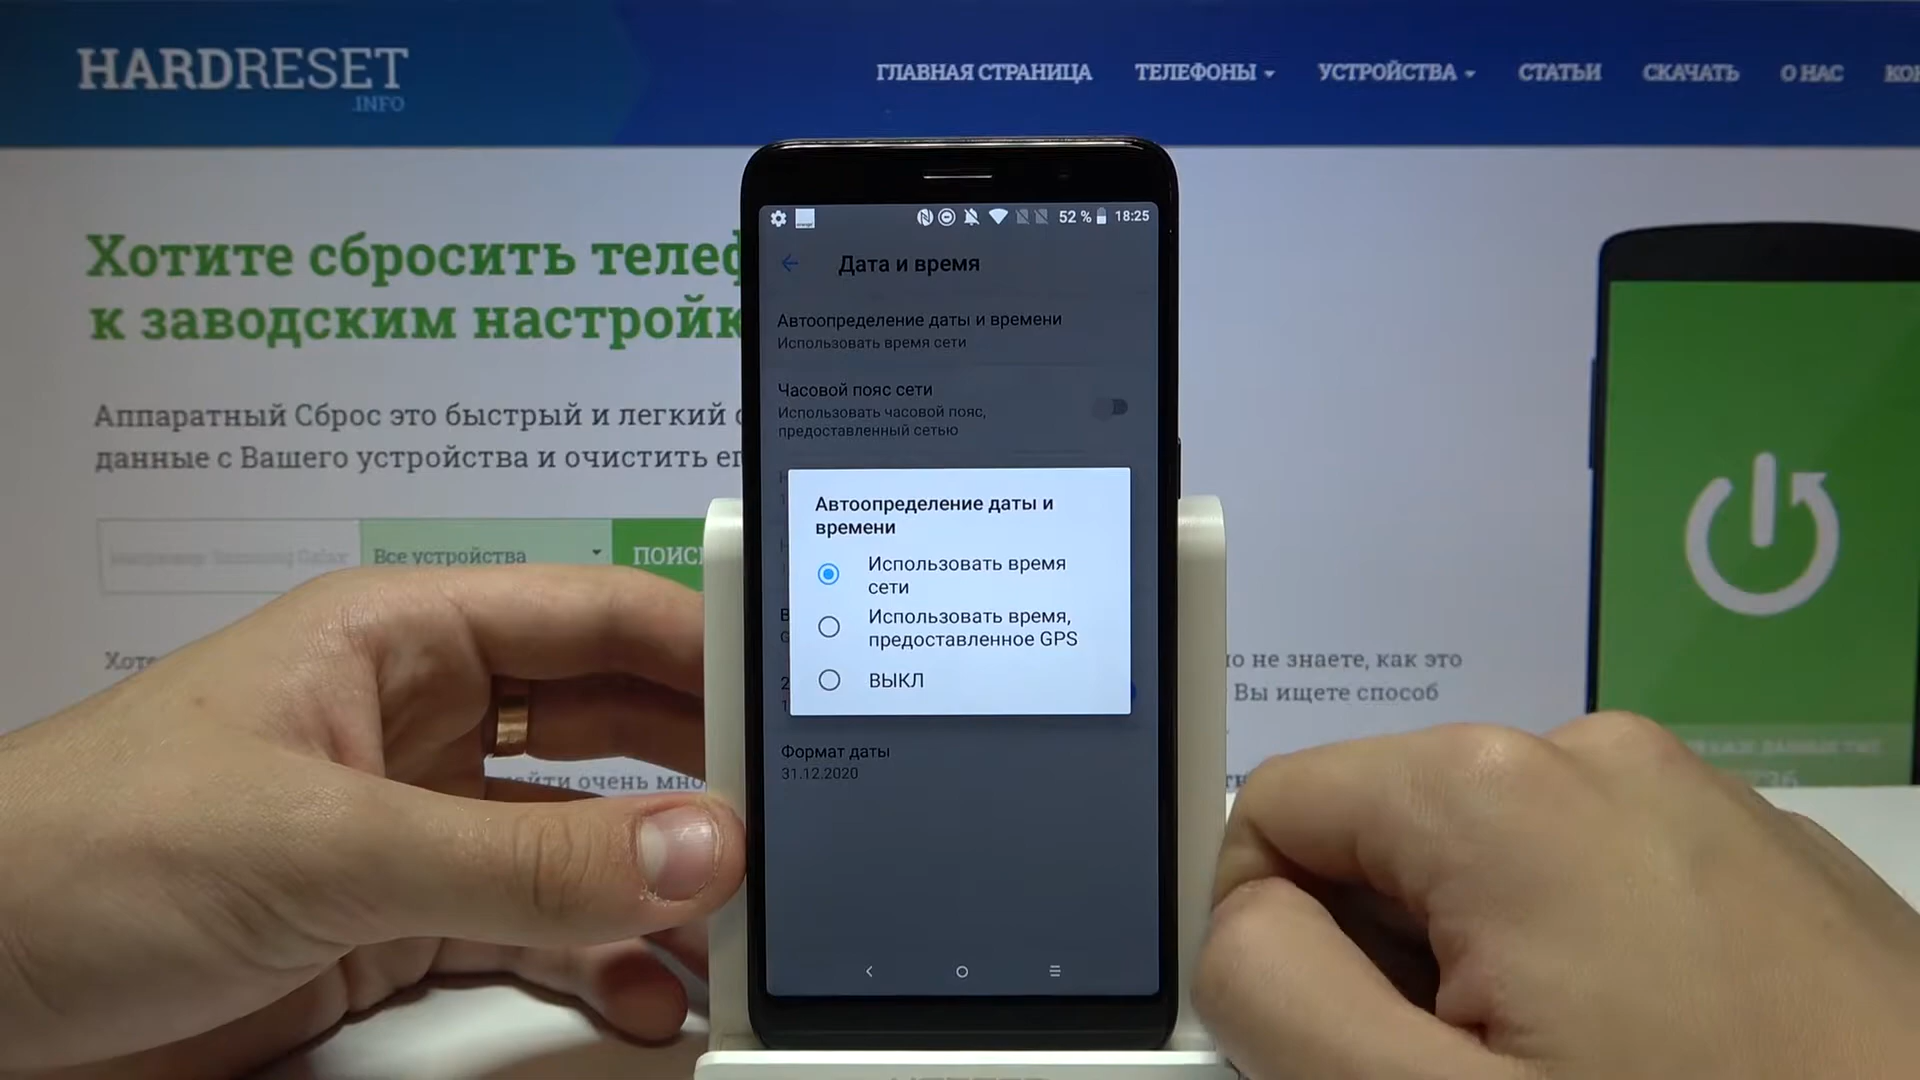 HARDRESET
.INFO
ГЛАВНАЯ СТРАНИЦА ТЕЛЕФОНЫ УСТРОЙСТВА СТАТЬИ СКАЧАТЬ О НАС
Хотите сбросить
к заводским
Аппаратный Сброс это быстрый и легкий
данные с Вашего устройства и очистить
Все устройства
о не знаете, как это
Вы ищете способ
йти очень мно
52 % 18:25
Дата и время
Автоопределение даты и времени
Использовать время сети
Часовой пояс сети
Использовать часовой пояс,
предоставленный сетью
Автоопределение даты и
времени
Использовать время
сети
Использовать время,
предоставленное GPS
ВЫКЛ
Формат даты
31.12.2020